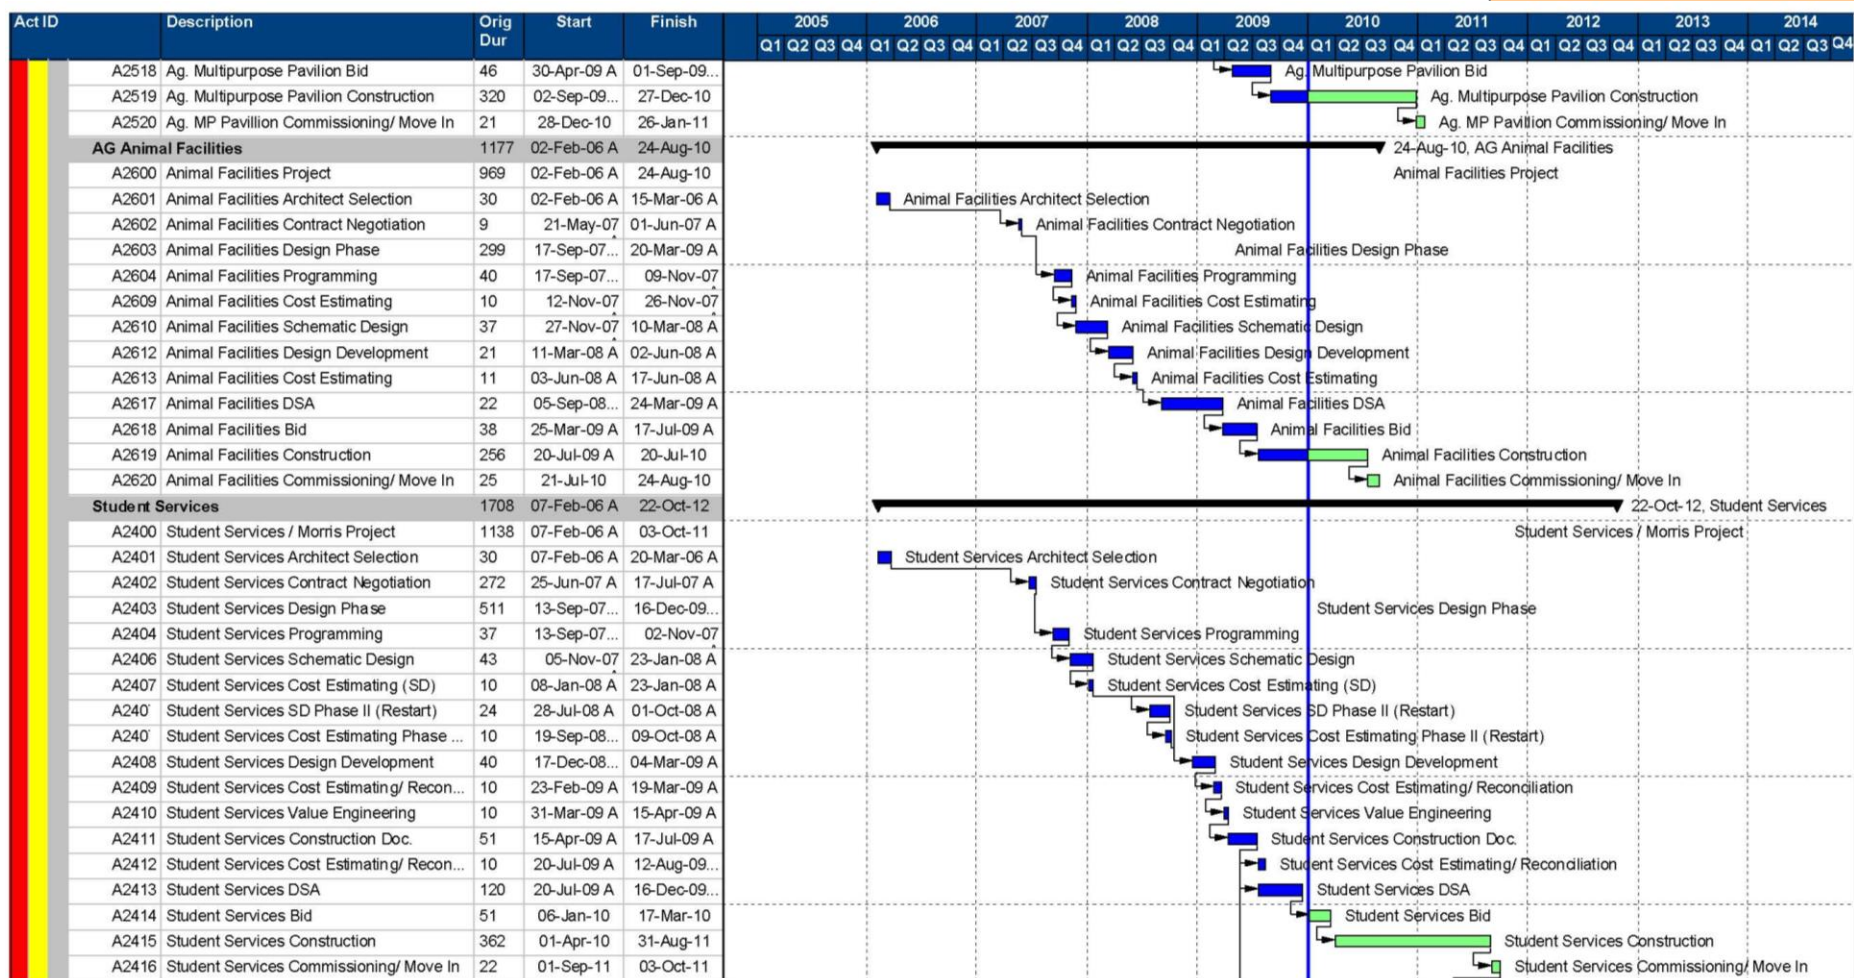 Act ID Description Orig Dur Start Finish 2005 2006 2007 2008 2009 2010 2011 2012 2013 2014
Q1 Q2 Q3 Q4 Q1 Q2 Q3 Q4 Q1 Q2 Q3 Q4 Q1 Q2 Q3 Q4 Q1 Q2 Q3 Q4 Q1 Q2 Q3 Q4 Q1 Q2 Q3 Q4 Q1 Q2 Q3 Q4 Q1 Q2 Q3 Q4 Q1 Q2 Q3 Q4
A2518 Ag. Multipurpose Pavilion Bid 46 30-Apr-09 A 01-Sep-09... Ag. Multipurpose Pavilion Bid
A2519 Ag. Multipurpose Pavilion Construction 320 02-Sep-09... 27-Dec-10 Ag. Multipurpose Pavilion Construction
A2520 Ag. MP Pavillion Commissioning/ Move In 21 28-Dec-10 26-Jan-11 Ag. MP Pavillion Commissioning/ Move In
AG Animal Facilities 1177 02-Feb-06 A 24-Aug-10 24-Aug-10, AG Animal Facilities
A2600 Animal Facilities Project 969 02-Feb-06 A 24-Aug-10 Animal Facilities Project
A2601 Animal Facilities Architect Selection 30 02-Feb-06 A 15-Mar-06 A Animal Facilities Architect Selection
A2602 Animal Facilities Contract Negotiation 9 21-May-07 01-Jun-07 A Animal Facilities Contract Negotiation
A2603 Animal Facilities Design Phase 299 17-Sep-07... 20-Mar-09 A Animal Facilities Design Phase
A2604 Animal Facilities Programming 40 17-Sep-07... 09-Nov-07 Animal Facilities Programming
A2609 Animal Facilities Cost Estimating 10 12-Nov-07 26-Nov-07 Animal Facilities Cost Estimating
A2610 Animal Facilities Schematic Design 37 27-Nov-07 10-Mar-08 A Animal Facilities Schematic Design
A2612 Animal Facilities Design Development 21 11-Mar-08 A 02-Jun-08 A Animal Facilities Design Development
A2613 Animal Facilities Cost Estimating 11 03-Jun-08 A 17-Jun-08 A Animal Facilities Cost Estimating
A2617 Animal Facilities DSA 22 05-Sep-08... 24-Mar-09 A Animal Facilities DSA
A2618 Animal Facilities Bid 38 25-Mar-09 A 17-Jul-09 A Animal Facilities Bid
A2619 Animal Facilities Construction 256 20-Jul-09 A 20-Jul-10 Animal Facilities Construction
A2620 Animal Facilities Commissioning/ Move In 25 21-Jul-10 24-Aug-10 Animal Facilities Commissioning/ Move In
Student Services 1708 07-Feb-06 A 22-Oct-12 22-Oct-12, Student Services
A2400 Student Services / Morris Project 1138 07-Feb-06 A 03-Oct-11 Student Services / Morris Project
A2401 Student Services Architect Selection 30 07-Feb-06 A 20-Mar-06 A Student Services Architect Selection
A2402 Student Services Contract Negotiation 272 25-Jun-07 A 17-Jul-07 A Student Services Contract Negotiation
A2403 Student Services Design Phase 511 13-Sep-07... 16-Dec-09... Student Services Design Phase
A2404 Student Services Programming 37 13-Sep-07... 02-Nov-07 Student Services Programming
A2406 Student Services Schematic Design 43 05-Nov-07 23-Jan-08 A Student Services Schematic Design
A2407 Student Services Cost Estimating (SD) 10 08-Jan-08 A 23-Jan-08 A Student Services Cost Estimating (SD)
A240 Student Services SD Phase II (Restart) 24 28-Jul-08 A 01-Oct-08 A Student Services SD Phase II (Restart)
A240 Student Services Cost Estimating Phase ... 10 19-Sep-08... 09-Oct-08 A Student Services Cost Estimating Phase II (Restart)
A2408 Student Services Design Development 40 17-Dec-08... 04-Mar-09 A Student Services Design Development
A2409 Student Services Cost Estimating/ Recon... 10 23-Feb-09 A 19-Mar-09 A Student Services Cost Estimating/ Reconciliation
A2410 Student Services Value Engineering 10 31-Mar-09 A 15-Apr-09 A Student Services Value Engineering
A2411 Student Services Construction Doc. 51 15-Apr-09 A 17-Jul-09 A Student Services Construction Doc.
A2412 Student Services Cost Estimating/ Recon... 10 20-Jul-09 A 12-Aug-09... Student Services Cost Estimating/ Reconciliation
A2413 Student Services DSA 120 20-Jul-09 A 16-Dec-09... Student Services DSA
A2414 Student Services Bid 51 06-Jan-10 17-Mar-10 Student Services Bid
A2415 Student Services Construction 362 01-Apr-10 31-Aug-11 Student Services Construction
A2416 Student Services Commissioning/ Move In 22 01-Sep-11 03-Oct-11 Student Services Commissioning/ Move In